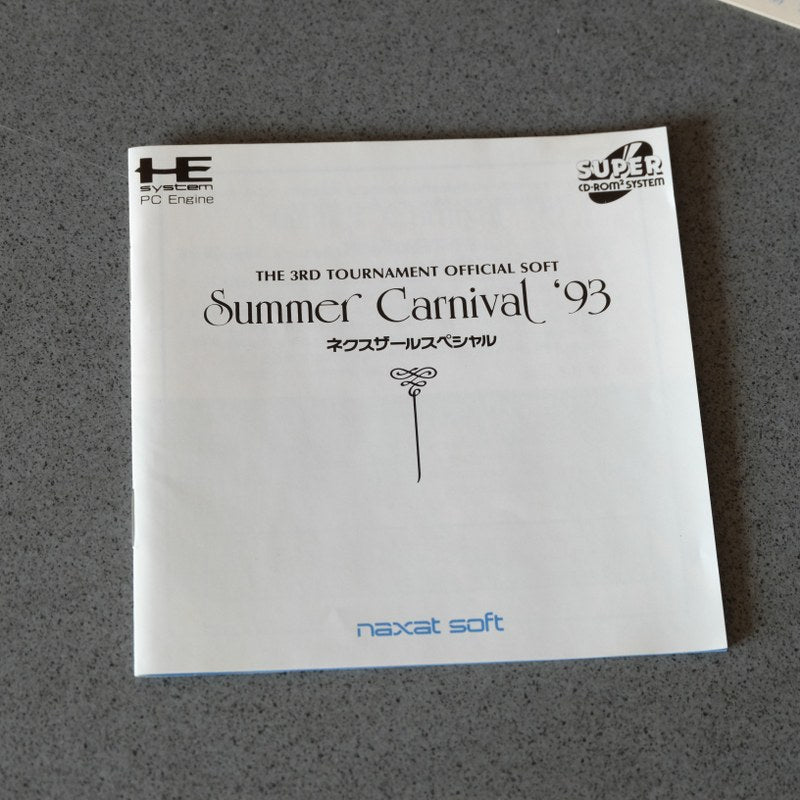 HE
system
PC Engine
SUPER
CD-ROM² SYSTEM
THE 3RD TOURNAMENT OFFICIAL SOFT
Summer Carnival '93
ネクスザールスペシャル
naxat soft